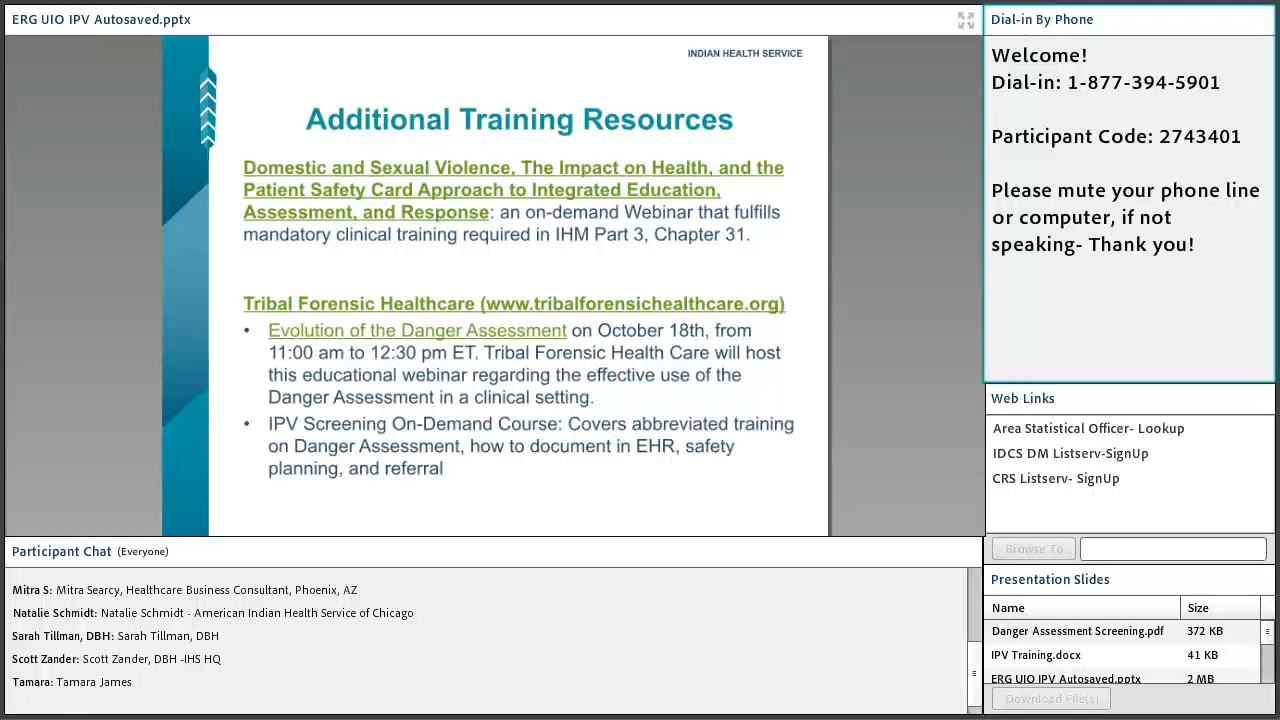 ERG UIO IPV Autosaved.pptx
INDIAN HEALTH SERVICE
Additional Training Resources
Domestic and Sexual Violence, The Impact on Health, and the
Patient Safety Card Approach to Integrated Education,
Assessment, and Response: an on-demand Webinar that fulfills
mandatory clinical training required in IHM Part 3, Chapter 31.
Tribal Forensic Healthcare (www.tribalforensichealthcare.org)
• Evolution of the Danger Assessment on October 18th, from
11:00 am to 12:30 pm ET. Tribal Forensic Health Care will host
this educational webinar regarding the effective use of the
Danger Assessment in a clinical setting.
• IPV Screening On-Demand Course: Covers abbreviated training
on Danger Assessment, how to document in EHR, safety
planning, and referral
Participant Chat (Everyone)
Mitra S: Mitra Searcy, Healthcare Business Consultant, Phoenix, AZ
Natalie Schmidt: Natalie Schmidt - American Indian Health Service of Chicago
Sarah Tillman, DBH: Sarah Tillman, DBH
Scott Zander: Scott Zander, DBH -IHS HQ
Tamara: Tamara James
Dial-in By Phone
Welcome!
Dial-in: 1-877-394-5901
Participant Code: 2743401
Please mute your phone line
or computer, if not
speaking- Thank you!
Web Links
Area Statistical Officer- Lookup
IDCS DM Listserv-SignUp
CRS Listserv- SignUp
Browse To
Presentation Slides
Name Size
Danger Assessment Screening.pdf 372 KB
IPV Training.docx 41 KB
ERG UIO IPV Autosaved.pptx 2 MB
Download File(s)